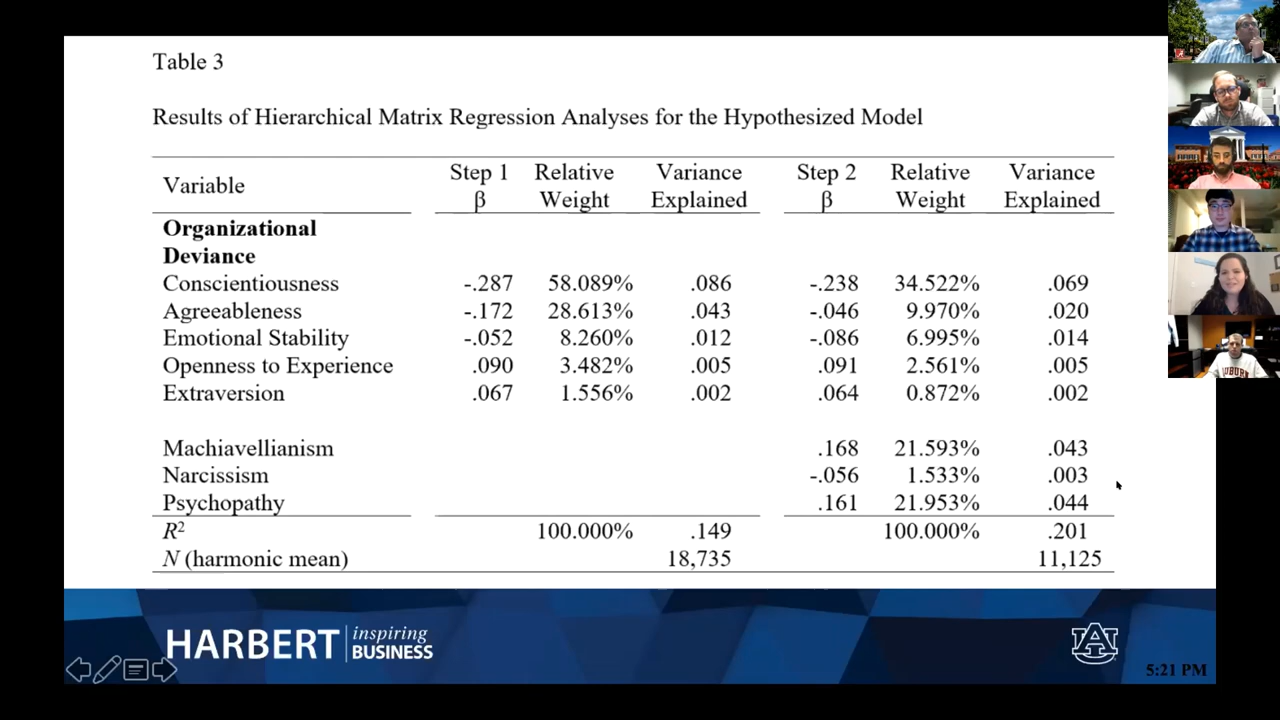 Table 3
Results of Hierarchical Matrix Regression Analyses for the Hypothesized Model
Variable Step 1 β Relative Weight Variance Explained Step 2 β Relative Weight Variance Explained
Organizational
Deviance
Conscientiousness -.287 58.089% .086 -.238 34.522% .069
Agreeableness -.172 28.613% .043 -.046 9.970% .020
Emotional Stability -.052 8.260% .012 -.086 6.995% .014
Openness to Experience .090 3.482% .005 .091 2.561% .005
Extraversion .067 1.556% .002 .064 0.872% .002
Machiavellianism .168 21.593% .043
Narcissism -.056 1.533% .003
Psychopathy .161 21.953% .044
R² 100.000% .149 100.000% .201
N (harmonic mean) 18,735 11,125
HARBERT inspiring BUSINESS
AU
5:21 PM